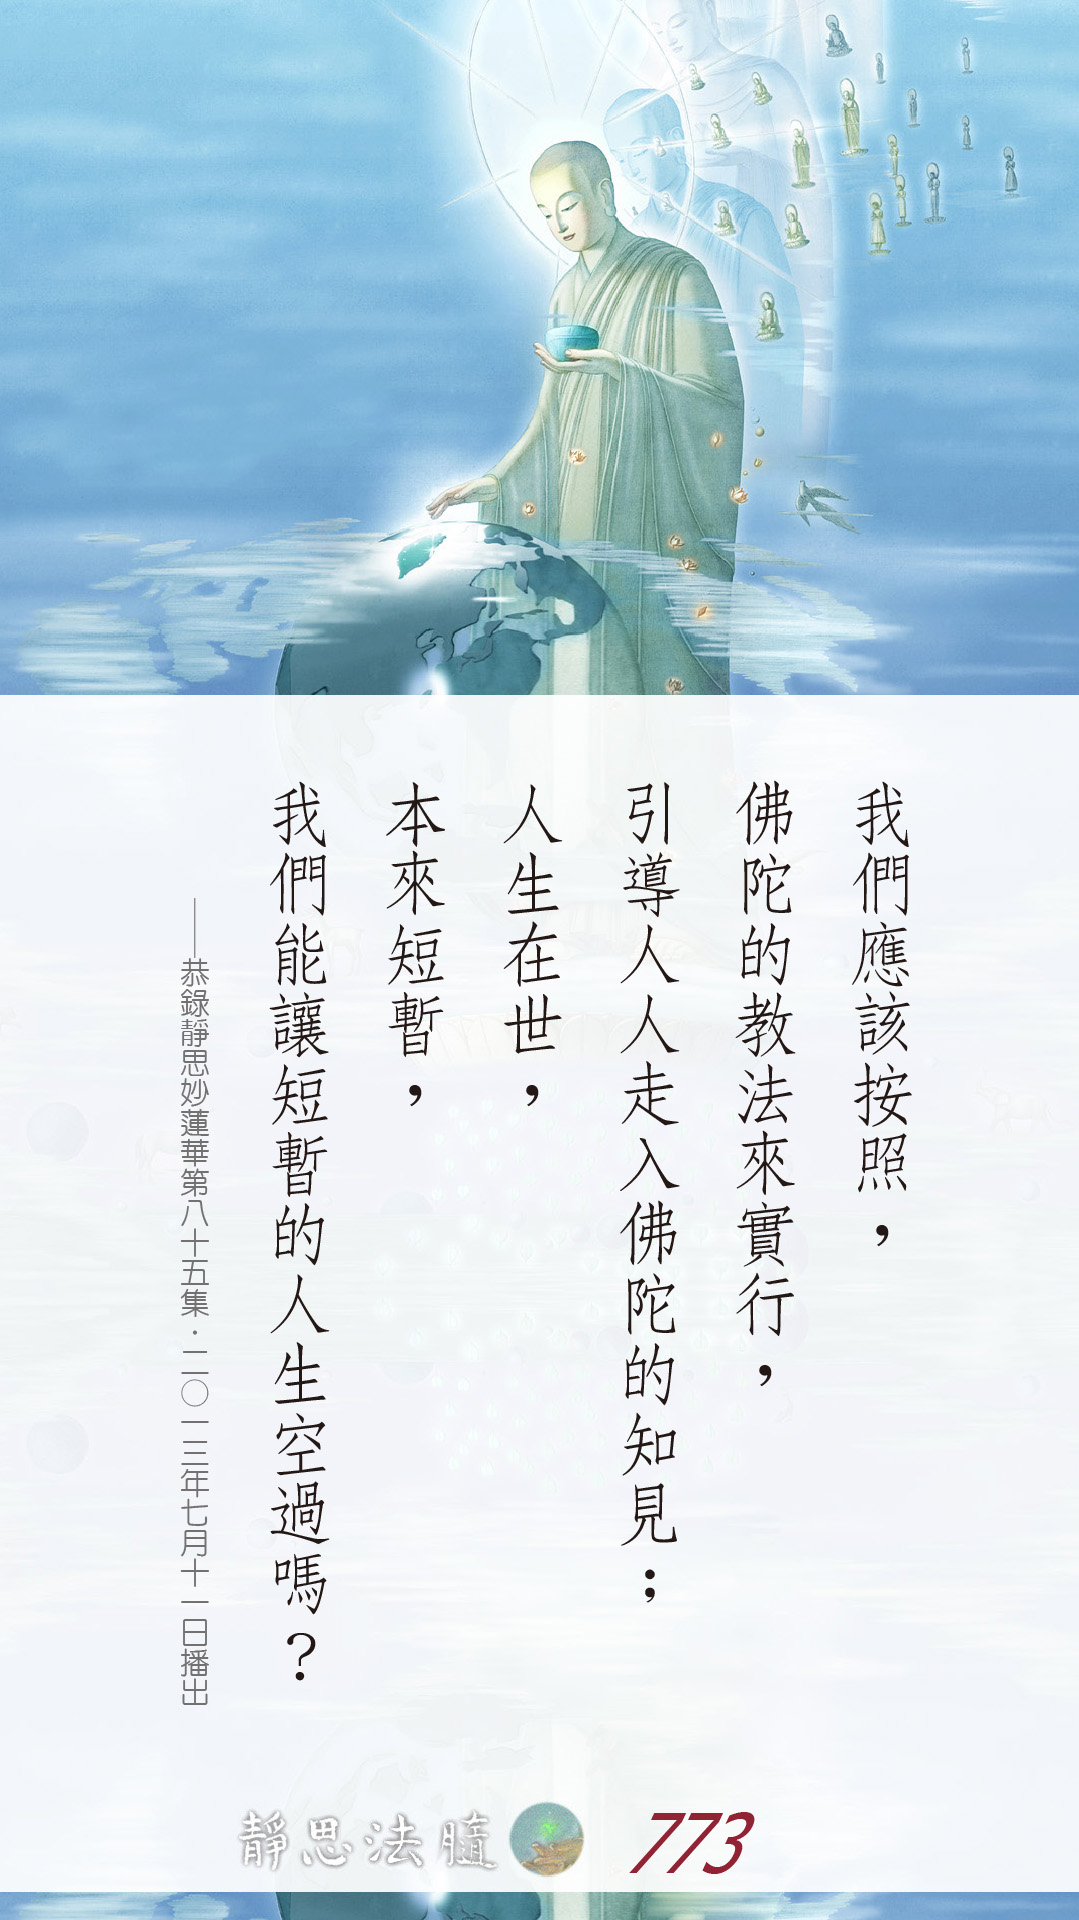 我們應該按照，
佛陀的教法來實行，
引導人人走入佛陀的知見；
人生在世，
本來短暫，
我們能讓短暫的人生空過嗎？
——恭錄靜思妙蓮華第八十五集．二〇一三年七月十一日播出
靜思法髓
773